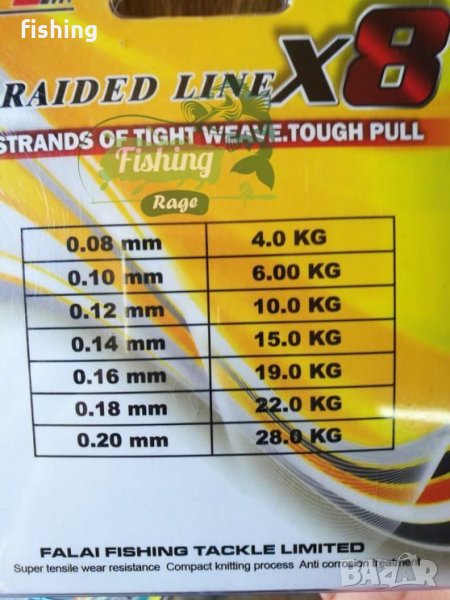 fishing
RAIDED LINE X8
STRANDS OF TIGHT WEAVE.TOUGH PULL
Fishing
Rage
0.08 mm 4.0 KG
0.10 mm 6.00 KG
0.12 mm 10.0 KG
0.14 mm 15.0 KG
0.16 mm 19.0 KG
0.18 mm 22.0 KG
0.20 mm 28.0 KG
FALAI FISHING TACKLE LIMITED
Super tensile wear resistance Compact knitting process Anti corrosion treatment
BAZAR